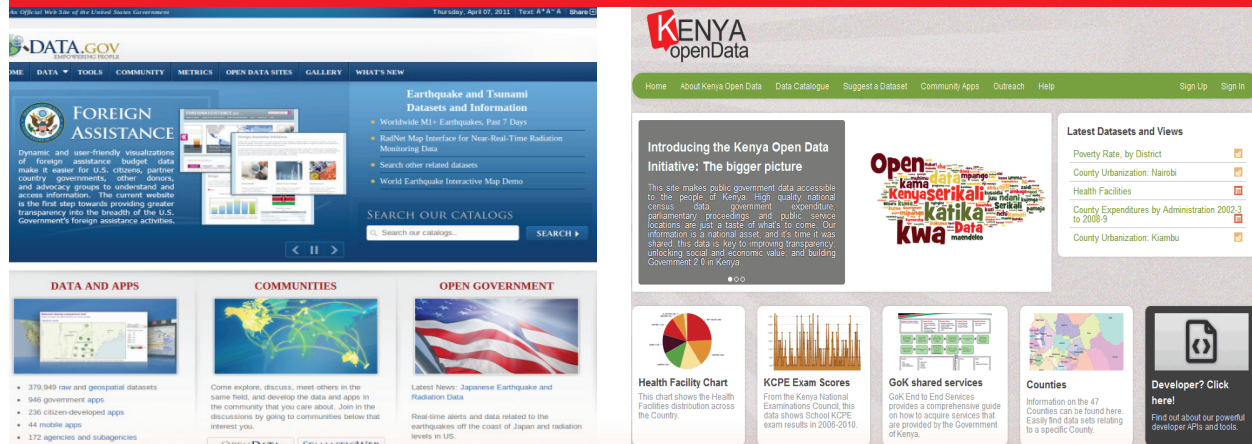 An Official Web Site of the United States Government
Thursday, April 07, 2011 Text: A+ A- A Share
DATA.GOV
EMPOWERING PEOPLE
OME DATA TOOLS COMMUNITY METRICS OPEN DATA SITES GALLERY WHAT'S NEW
FOREIGN
ASSISTANCE
Dynamic and user-friendly visualizations
of foreign assistance budget data
make it easier for U.S. citizens, partner
country governments, other donors,
and advocacy groups to understand and
access information. The current website
is the first step towards providing greater
transparency into the breadth of the U.S.
Government's foreign assistance activities.
Earthquake and Tsunami
Datasets and Information
Worldwide M1+ Earthquakes, Past 7 Days
RadNet Map Interface for Near-Real-Time Radiation
Monitoring Data
Search other related datasets
World Earthquake Interactive Map Demo
SEARCH OUR CATALOGS
Search our catalogs...
SEARCH
DATA AND APPS
379,949 raw and geospatial datasets
946 government apps
236 citizen-developed apps
44 mobile apps
172 agencies and subagencies
COMMUNITIES
Come explore, discuss, meet others in the
same field, and develop the data and apps in
the community that you care about. Join in the
discussions by going to communities below that
interest you.
OPEN GOVERNMENT
Latest News: Japanese Earthquake and
Radiation Data
Real-time alerts and data related to the
earthquakes off the coast of Japan and radiation
levels in US.
KENYA
openData
Home About Kenya Open Data Data Catalogue Suggest a Dataset Community Apps Outreach Help Sign Up Sign In
Introducing the Kenya Open Data
Initiative: The bigger picture
This site makes public government data accessible
to the people of Kenya. High quality national
census data, government expenditure,
parliamentary proceedings and public service
locations are just a taste of what's to come. Our
information is a national asset, and it's time it was
shared: this data is key to improving transparency;
unlocking social and economic value; and building
Government 2.0 in Kenya.
Open
kama data mpango
Kenya serikali juu ndani
katika Serikali pamoja
kwa Data
maendeleo
Latest Datasets and Views
Poverty Rate, by District
County Urbanization: Nairobi
Health Facilities
County Expenditures by Administration 2002-3
to 2008-9
County Urbanization: Kiambu
Health Facility Chart
This chart shows the Health
Facilities distribution across
the Country.
KCPE Exam Scores
From the Kenya National
Examinations Council, this
data shows School KCPE
exam results in 2006-2010.
GoK shared services
GoK End to End Services
provides a comprehensive guide
on how to acquire services that
are provided by the Government
of Kenya.
Counties
Information on the 47
Counties can be found here.
Easily find data sets relating
to a specific County.
Developer? Click
here!
Find out about our powerful
developer APIs and tools.